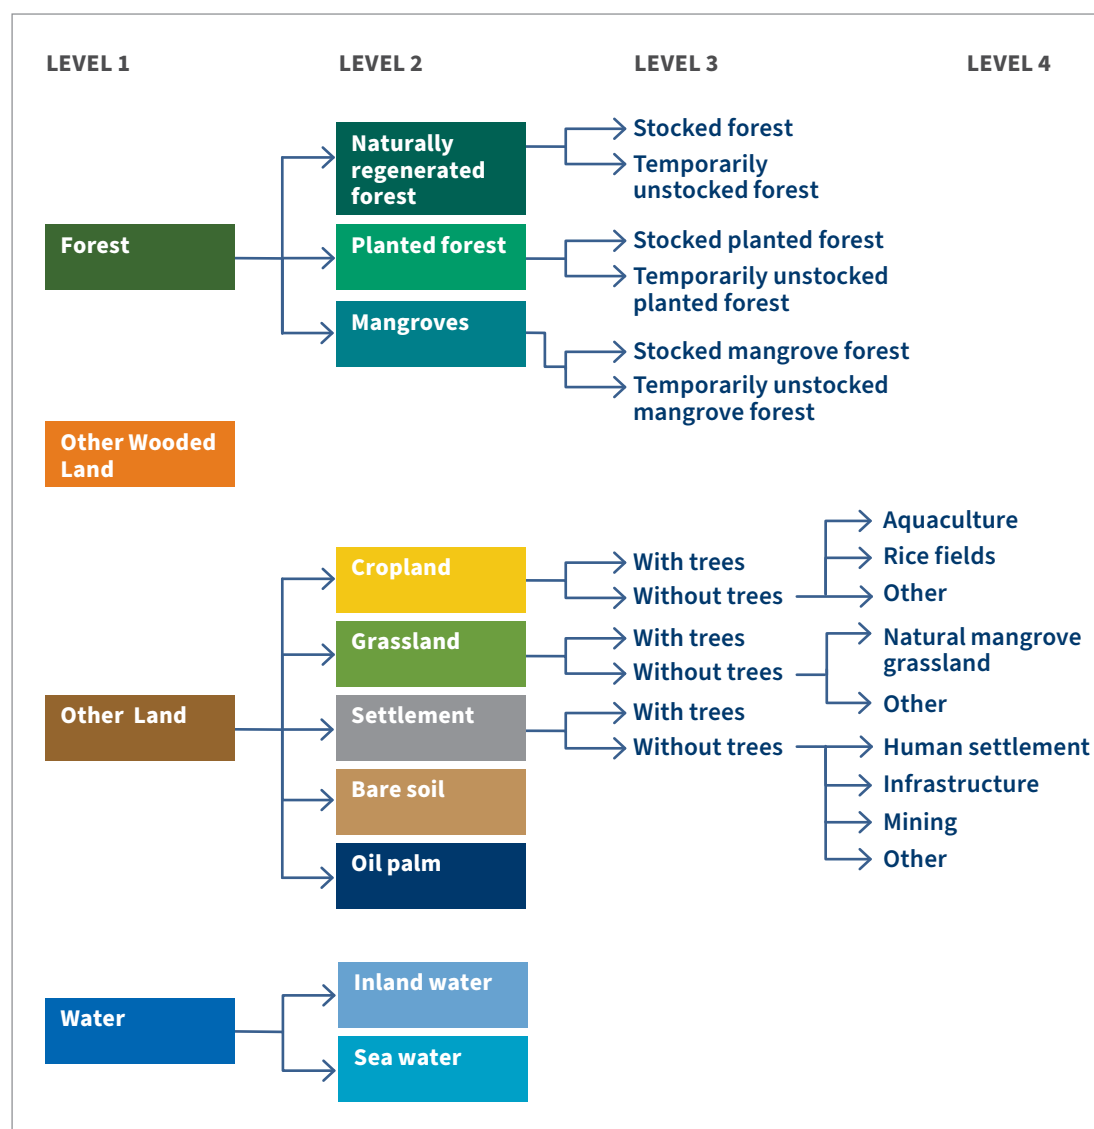 LEVEL 1
LEVEL 2
LEVEL 3
LEVEL 4
Forest
Naturally
regenerated
forest
Stocked forest
Temporarily
unstocked forest
Planted forest
Stocked planted forest
Temporarily unstocked
planted forest
Mangroves
Stocked mangrove forest
Temporarily unstocked
mangrove forest
Other Wooded
Land
Other Land
Cropland
With trees
Without trees
Aquaculture
Rice fields
Other
Grassland
With trees
Without trees
Natural mangrove
grassland
Other
Settlement
With trees
Without trees
Human settlement
Infrastructure
Mining
Other
Bare soil
Oil palm
Water
Inland water
Sea water